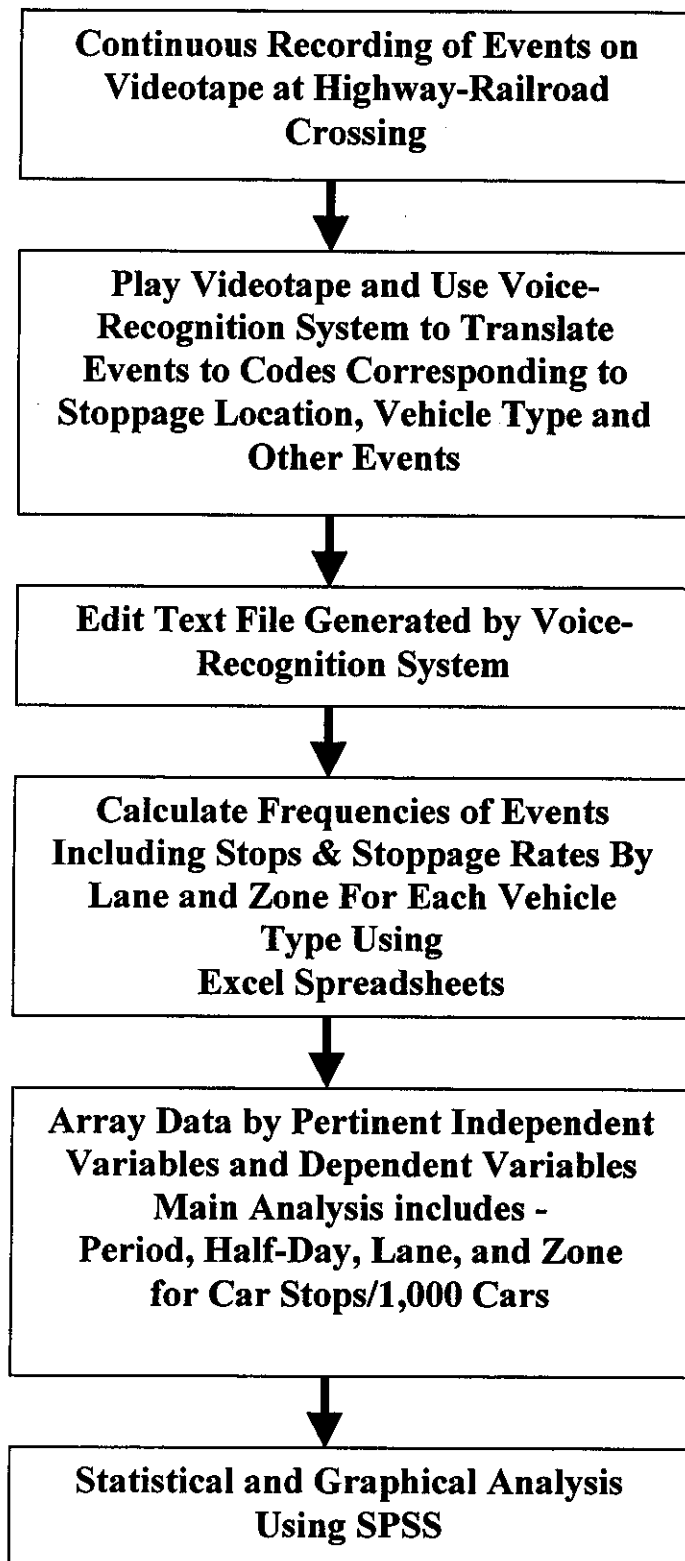 Continuous Recording of Events on
Videotape at Highway-Railroad
Crossing
Play Videotape and Use Voice-
Recognition System to Translate
Events to Codes Corresponding to
Stoppage Location, Vehicle Type and
Other Events
Edit Text File Generated by Voice-
Recognition System
Calculate Frequencies of Events
Including Stops & Stoppage Rates By
Lane and Zone For Each Vehicle
Type Using
Excel Spreadsheets
Array Data by Pertinent Independent
Variables and Dependent Variables
Main Analysis includes -
Period, Half-Day, Lane, and Zone
for Car Stops/1,000 Cars
Statistical and Graphical Analysis
Using SPSS